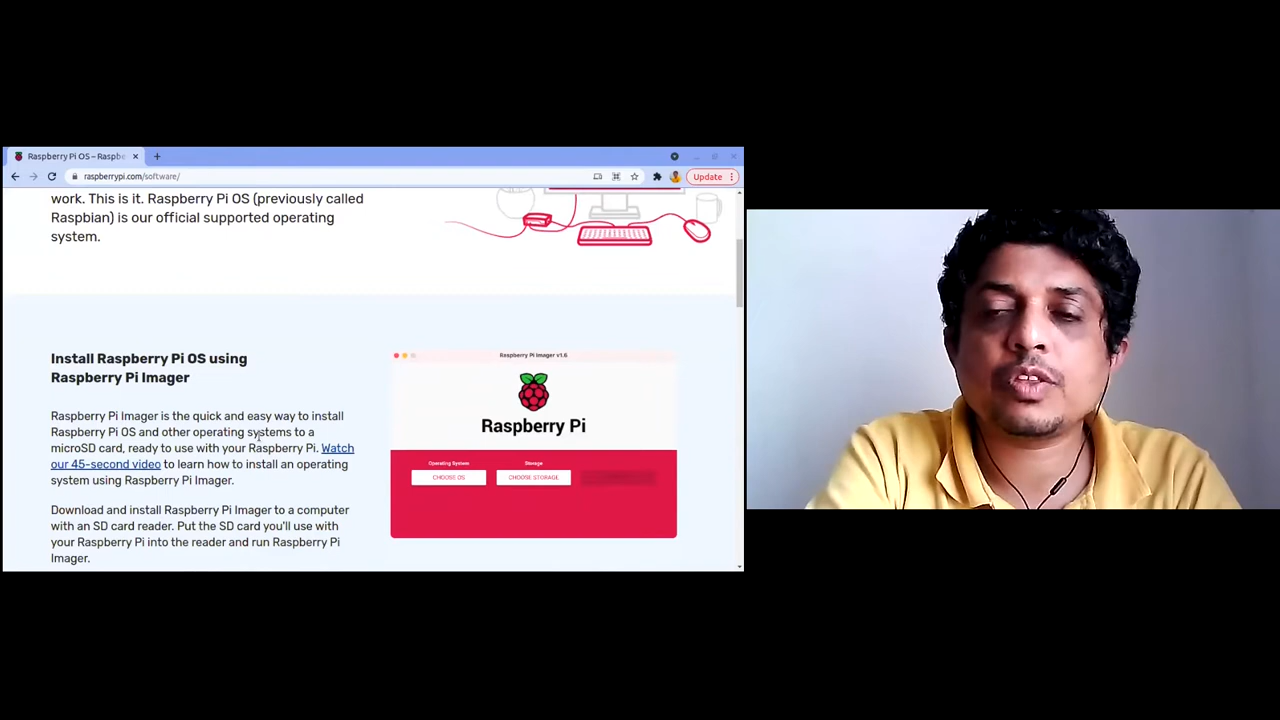 Raspberry Pi OS – Raspbe
raspberrypi.com/software/
Update
work. This is it. Raspberry Pi OS (previously called
Raspbian) is our official supported operating
system.
Install Raspberry Pi OS using
Raspberry Pi Imager
Raspberry Pi Imager is the quick and easy way to install
Raspberry Pi OS and other operating systems to a
microSD card, ready to use with your Raspberry Pi. Watch
our 45-second video to learn how to install an operating
system using Raspberry Pi Imager.
Download and install Raspberry Pi Imager to a computer
with an SD card reader. Put the SD card you'll use with
your Raspberry Pi into the reader and run Raspberry Pi
Imager.
Raspberry Pi Imager v1.6
Raspberry Pi
Operating System
Storage
CHOOSE OS
CHOOSE STORAGE